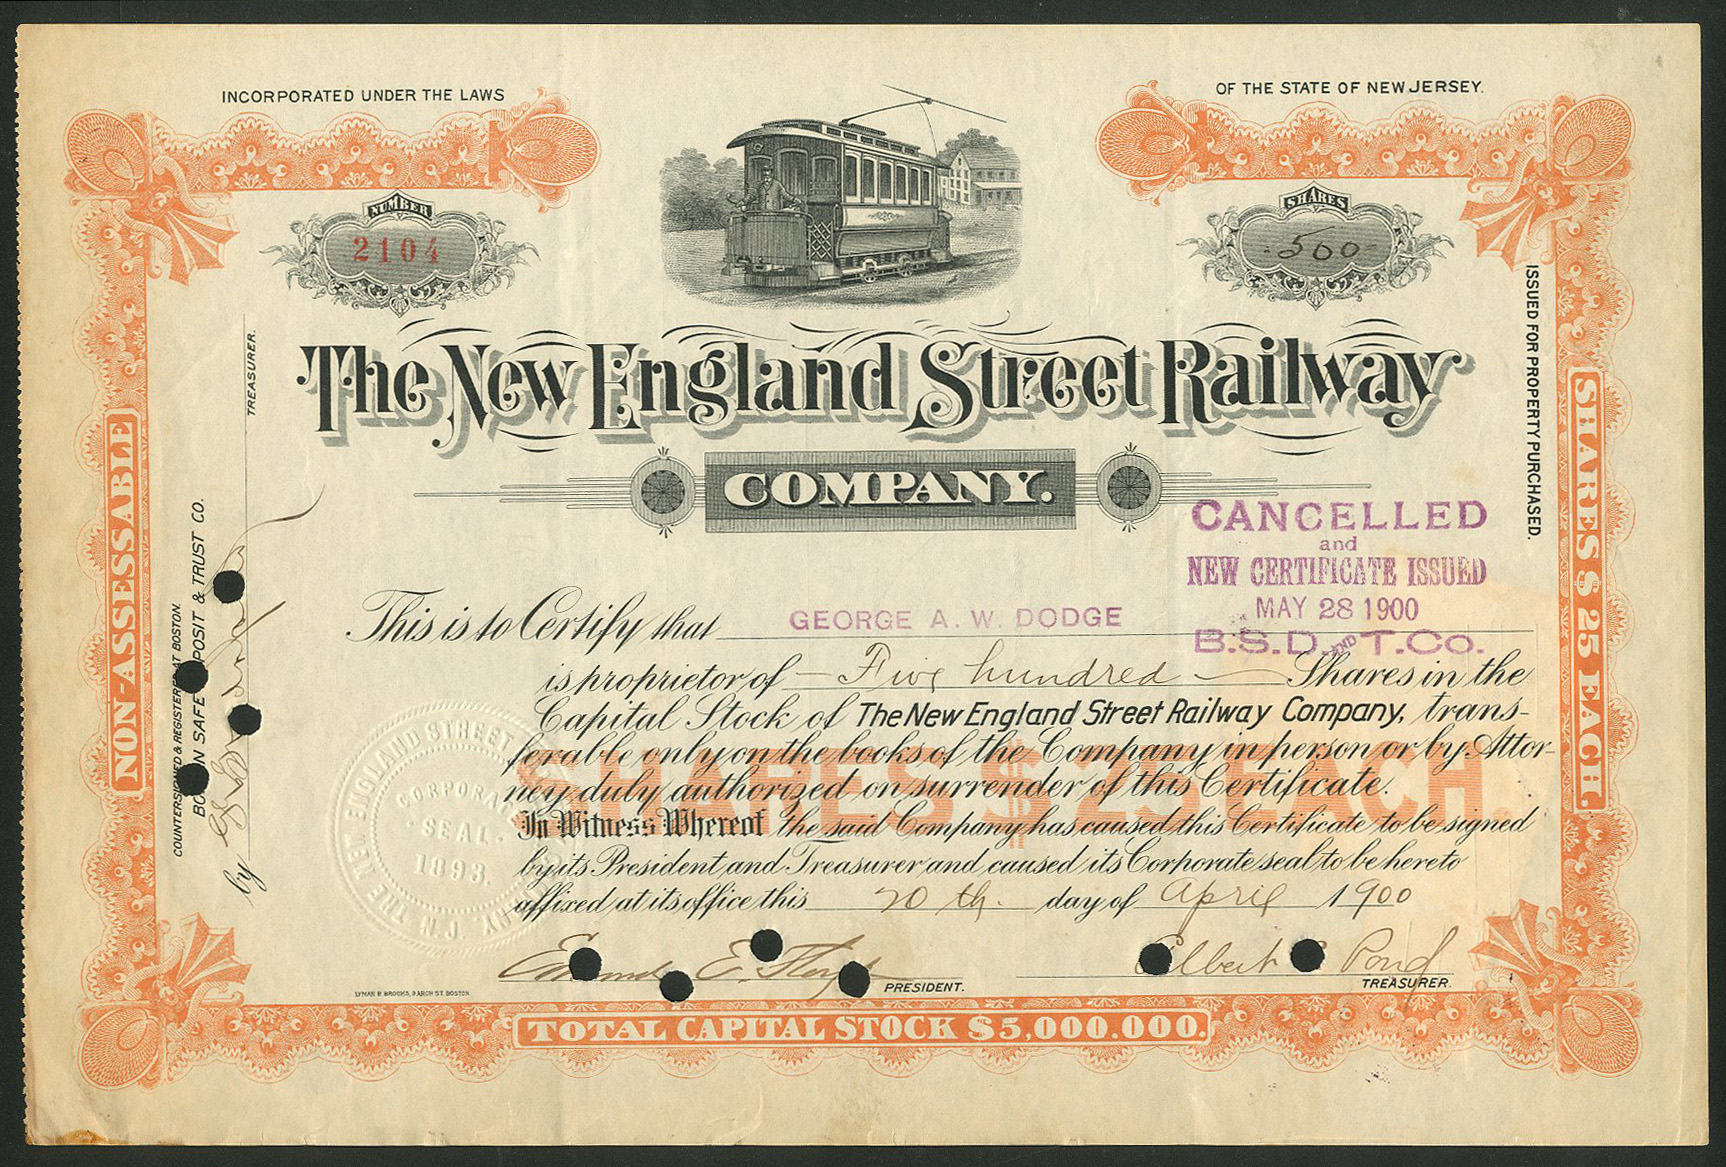 INCORPORATED UNDER THE LAWS
OF THE STATE OF NEW JERSEY.
NUMBER
2104
SHARES
500
The New England Street Railway
COMPANY.
CANCELLED
and
NEW CERTIFICATE ISSUED
MAY 28 1900
B.S.D. AND T.Co.
This is to Certify that GEORGE A. W. DODGE
is proprietor of Five hundred Shares in the
Capital Stock of The New England Street Railway Company, trans-
ferable only on the books of the Company in person or by Attor-
ney duly authorized on surrender of this Certificate.
In Witness Whereof the said Company has caused this Certificate to be signed
by its President and Treasurer and caused its Corporate seal to be hereto
affixed at its office this 20th. day of April 1900
PRESIDENT.
Elbert Pond
TREASURER.
SHARES $25 EACH.
LYMAN B BROOKS, 3 ARCH ST. BOSTON
TOTAL CAPITAL STOCK $5,000.000.
NON-ASSESSABLE
COUNTERSIGNED & REGISTERED AT BOSTON.
BOSTON SAFE DEPOSIT & TRUST CO.
by
TREASURER.
ISSUED FOR PROPERTY PURCHASED.
SHARES $25 EACH.
THE NEW ENGLAND STREET
CORPORATE
SEAL
1893.